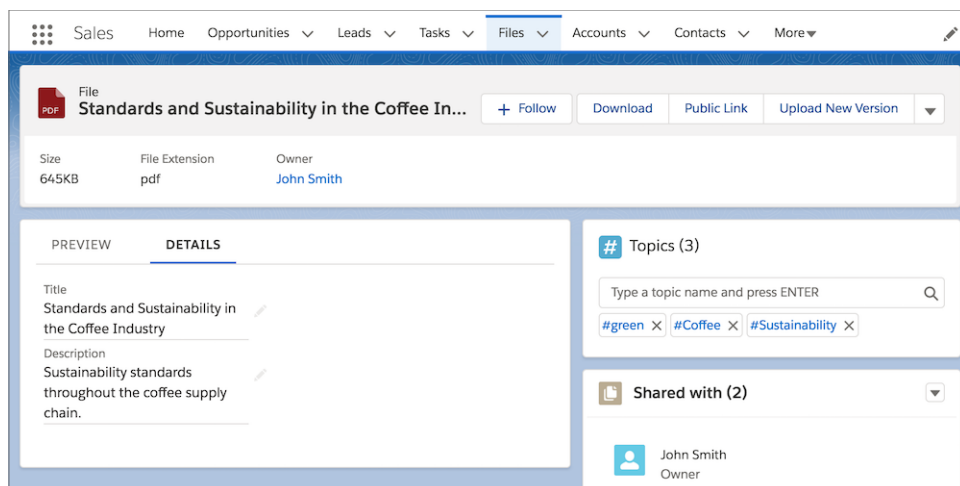 Sales Home Opportunities Leads Tasks Files Accounts Contacts More
File
PDF
Standards and Sustainability in the Coffee In...
+ Follow Download Public Link Upload New Version
Size File Extension Owner
645KB pdf John Smith
PREVIEW DETAILS
Title
Standards and Sustainability in
the Coffee Industry
Description
Sustainability standards
throughout the coffee supply
chain.
# Topics (3)
Type a topic name and press ENTER
#green #Coffee #Sustainability
Shared with (2)
John Smith
Owner